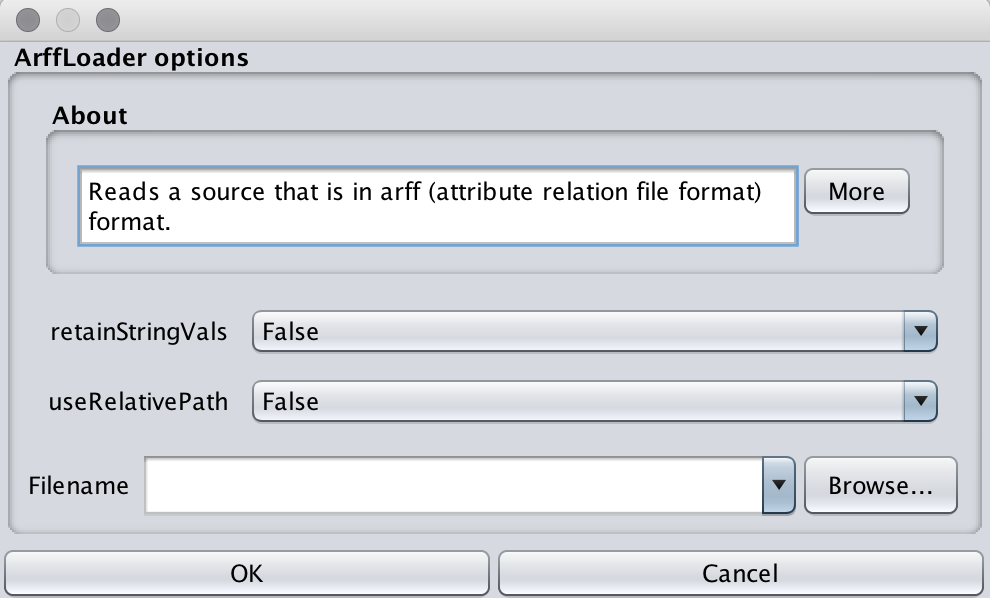 ArffLoader options
About
Reads a source that is in arff (attribute relation file format)
format.
More
retainStringVals False
useRelativePath False
Filename Browse...
OK Cancel